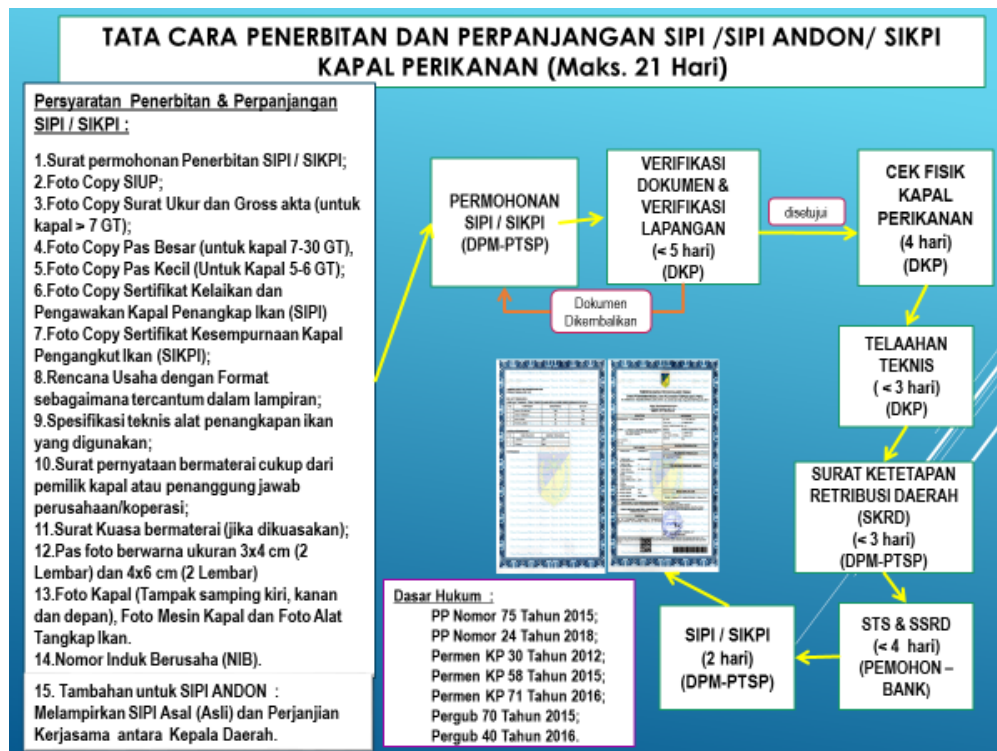 TATA CARA PENERBITAN DAN PERPANJANGAN SIPI /SIPI ANDON/ SIKPI
KAPAL PERIKANAN (Maks. 21 Hari)
Persyaratan Penerbitan & Perpanjangan
SIPI / SIKPI :
1.Surat permohonan Penerbitan SIPI / SIKPI;
2.Foto Copy SIUP;
3.Foto Copy Surat Ukur dan Gross akta (untuk
kapal > 7 GT);
4.Foto Copy Pas Besar (untuk kapal 7-30 GT),
5.Foto Copy Pas Kecil (Untuk Kapal 5-6 GT);
6.Foto Copy Sertifikat Kelaikan dan
Pengawakan Kapal Penangkap Ikan (SIPI)
7.Foto Copy Sertifikat Kesempurnaan Kapal
Pengangkut Ikan (SIKPI);
8.Rencana Usaha dengan Format
sebagaimana tercantum dalam lampiran;
9.Spesifikasi teknis alat penangkapan ikan
yang digunakan;
10.Surat pernyataan bermaterai cukup dari
pemilik kapal atau penanggung jawab
perusahaan/koperasi;
11.Surat Kuasa bermaterai (jika dikuasakan);
12.Pas foto berwarna ukuran 3x4 cm (2
Lembar) dan 4x6 cm (2 Lembar)
13.Foto Kapal (Tampak samping kiri, kanan
dan depan), Foto Mesin Kapal dan Foto Alat
Tangkap Ikan.
14.Nomor Induk Berusaha (NIB).
15. Tambahan untuk SIPI ANDON :
Melampirkan SIPI Asal (Asli) dan Perjanjian
Kerjasama antara Kepala Daerah.
PERMOHONAN
SIPI / SIKPI
(DPM-PTSP)
VERIFIKASI
DOKUMEN &
VERIFIKASI
LAPANGAN
(< 5 hari)
(DKP)
disetujui
Dokumen
Dikembalikan
CEK FISIK
KAPAL
PERIKANAN
(4 hari)
(DKP)
TELAAHAN
TEKNIS
( < 3 hari)
(DKP)
SURAT KETETAPAN
RETRIBUSI DAERAH
(SKRD)
(< 3 hari)
(DPM-PTSP)
STS & SSRD
(< 4 hari)
(PEMOHON –
BANK)
SIPI / SIKPI
(2 hari)
(DPM-PTSP)
Dasar Hukum :
PP Nomor 75 Tahun 2015;
PP Nomor 24 Tahun 2018;
Permen KP 30 Tahun 2012;
Permen KP 58 Tahun 2015;
Permen KP 71 Tahun 2016;
Pergub 70 Tahun 2015;
Pergub 40 Tahun 2016.